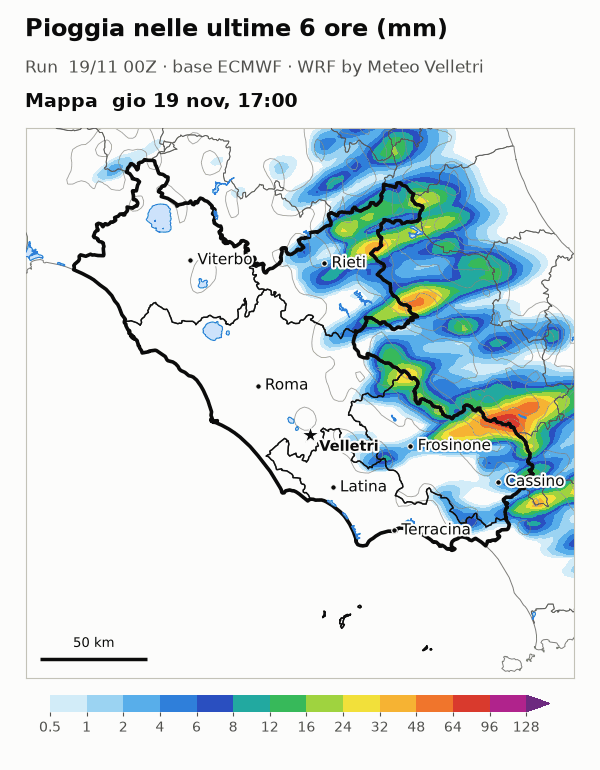 Pioggia nelle ultime 6 ore (mm)
Run 19/11 00Z · base ECMWF · WRF by Meteo Velletri
Mappa gio 19 nov, 17:00
Viterbo
Rieti
Roma
Velletri
Frosinone
Latina
Cassino
Terracina
50 km
0.5 1 2 4 6 8 12 16 24 32 48 64 96 128